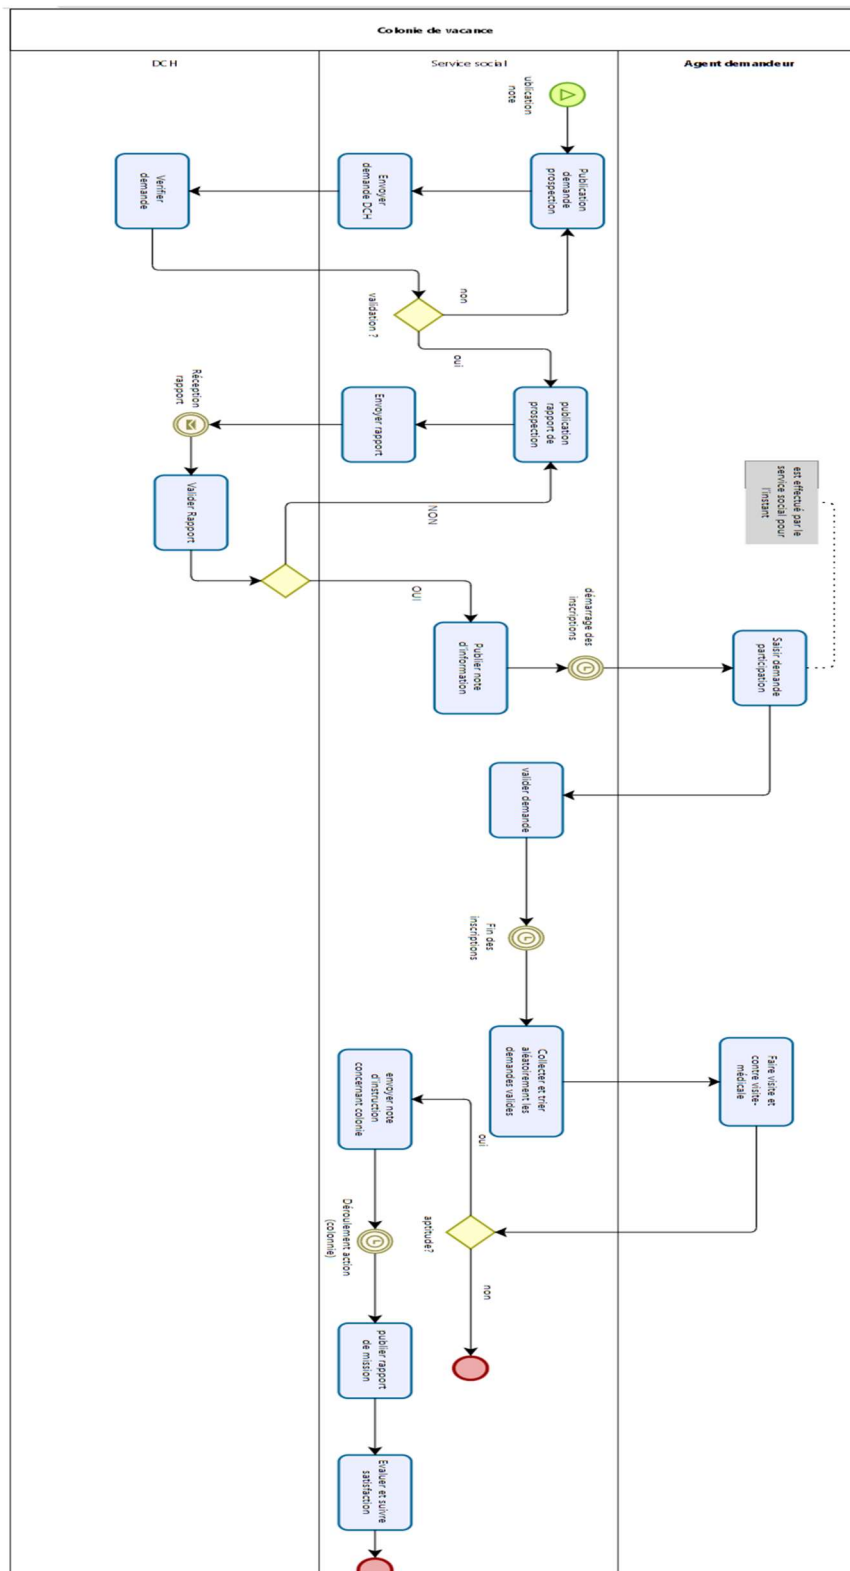 Colonie de vacance
DCH
Service social
Agent demandeur
ublication
note
Publication
demande
prospection
Envoyer
demande DCH
Verifier
demande
validation ?
non
oui
publication
rapport de
prospection
Envoyer rapport
Réception
rapport
Valider Rapport
NON
OUI
Publier note
d'information
démarrage des
inscriptions
est effectué par le
service social pour
l'instant
Saisir demande
participation
valider demande
Fin des
inscriptions
Collecter et trier
aléatoirement les
demandes valides
Faire visite et
contre visite-
médicale
aptitude?
oui
non
envoyer note
d'instruction
concernant colonie
Déroulement action
(colonnie)
publier rapport
de mission
Evaluer et suivre
satisfaction